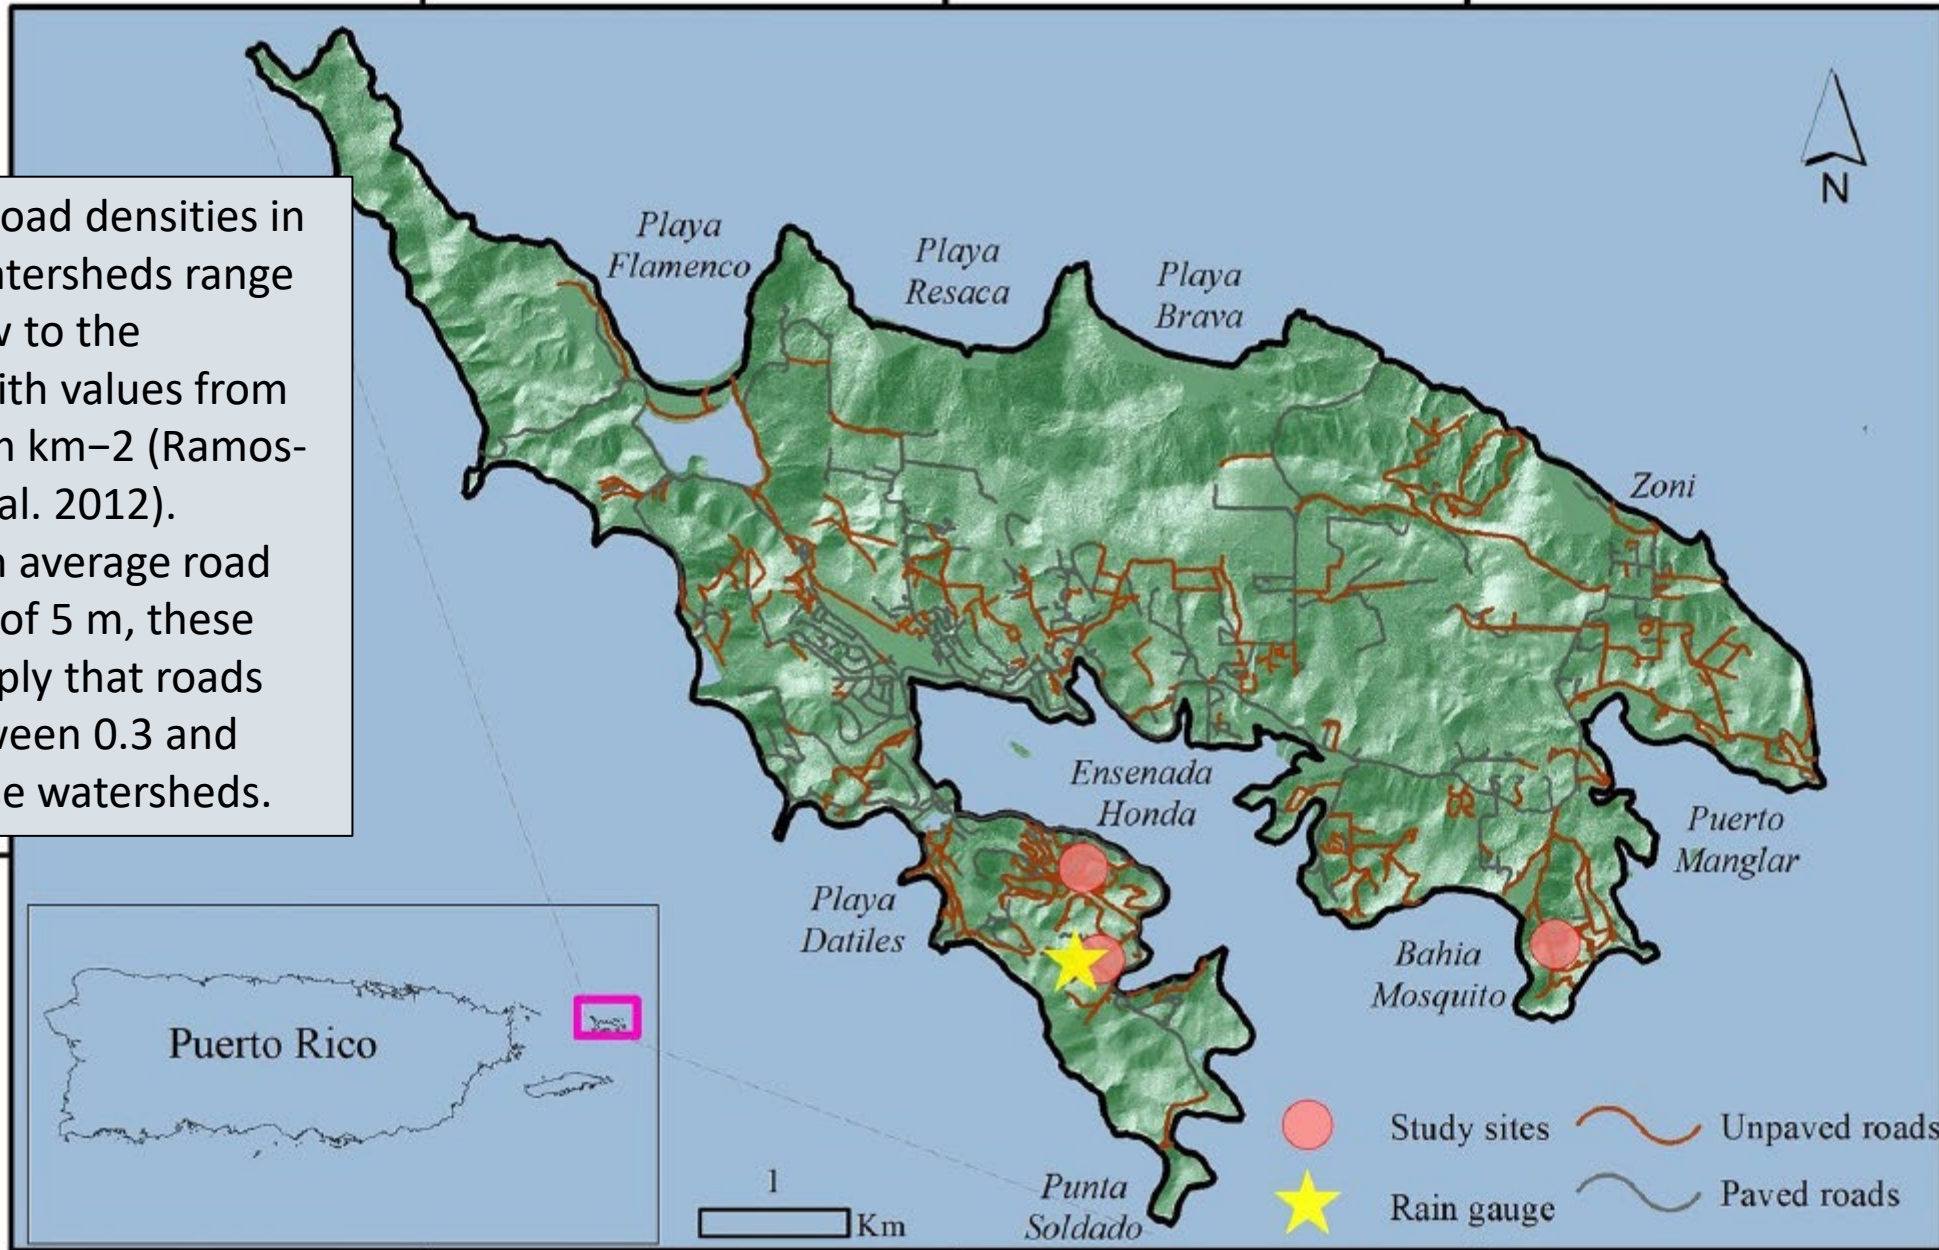 oad densities in
tersheds range
to the
ith values from
km−2 (Ramos-
al. 2012).
average road
of 5 m, these
ply that roads
ween 0.3 and
e watersheds.
N
Playa
Flamenco
Playa
Resaca
Playa
Brava
Zoni
Ensenada
Honda
Puerto
Manglar
Playa
Datiles
Bahia
Mosquito
Punta
Soldado
Puerto Rico
1
Km
Study sites
Unpaved roads
Rain gauge
Paved roads